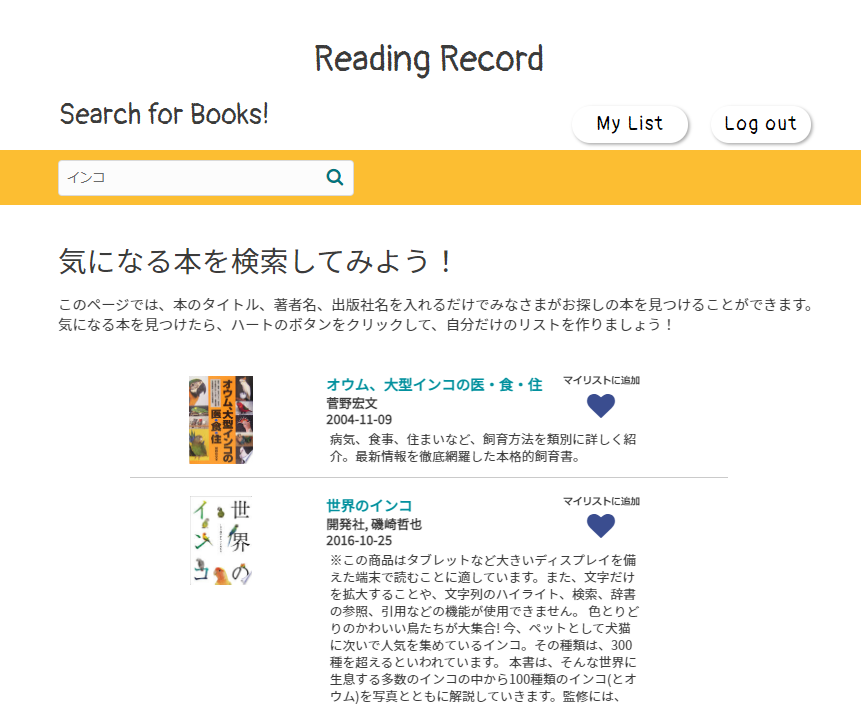 Reading Record
Search for Books!
My List
Log out
インコ
気になる本を検索してみよう！
このページでは、本のタイトル、著者名、出版社名を入れるだけでみなさまがお探しの本を見つけることができます。
気になる本を見つけたら、ハートのボタンをクリックして、自分だけのリストを作りましょう！
オウム、大型インコの
医・食・住
オウム、大型インコの医・食・住
菅野宏文
2004-11-09
マイリストに追加
病気、食事、住まいなど、飼育方法を類別に詳しく紹
介。最新情報を徹底網羅した本格的飼育書。
世界の
インコ
世界のインコ
開発社, 磯崎哲也
2016-10-25
マイリストに追加
※この商品はタブレットなど大きいディスプレイを備
えた端末で読むことに適しています。また、文字だけ
を拡大することや、文字列のハイライト、検索、辞書
の参照、引用などの機能が使用できません。 色とりど
りのかわいい鳥たちが大集合! 今、ペットとして犬猫
に次いで人気を集めているインコ。その種類は、300
種を超えるといわれています。 本書は、そんな世界に
生息する多数のインコの中から100種類のインコ(とオ
ウム)を写真とともに解説していきます。監修には、